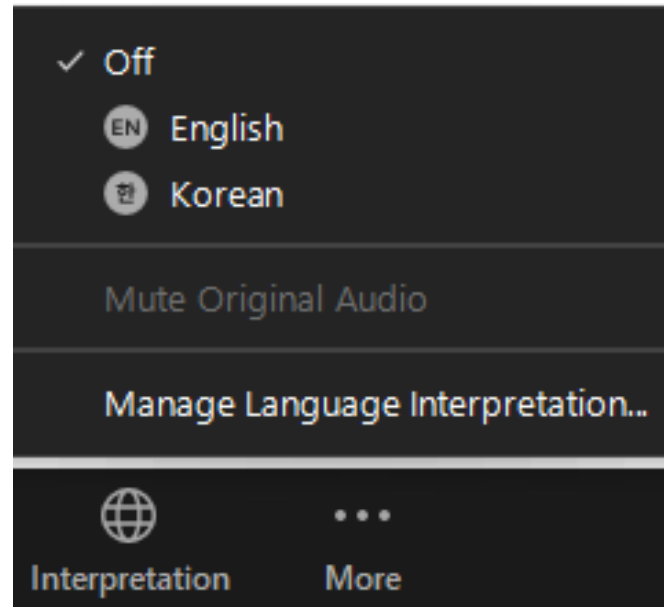 Off
EN English
한 Korean
Mute Original Audio
Manage Language Interpretation...
Interpretation More